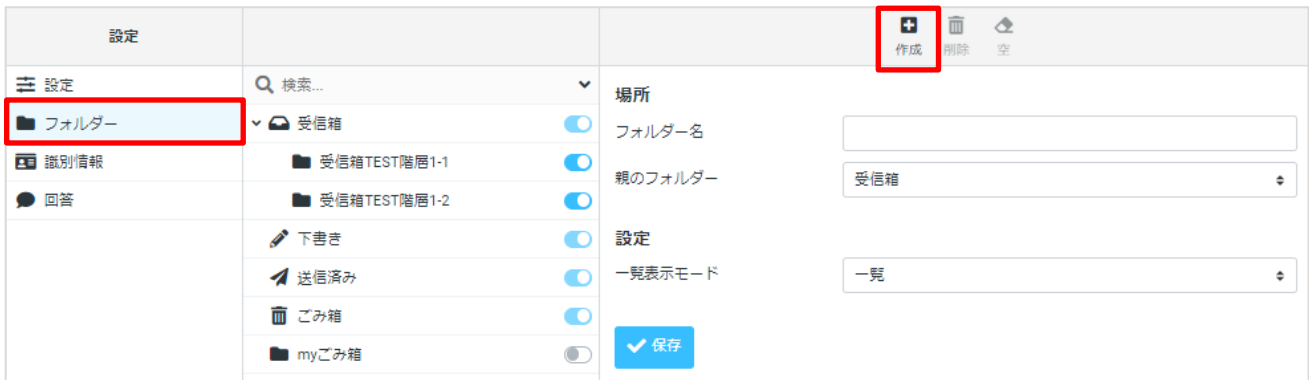 設定
作成
削除
空
設定
フォルダー
識別情報
回答
検索...
受信箱
受信箱TEST階層1-1
受信箱TEST階層1-2
下書き
送信済み
ごみ箱
myごみ箱
場所
フォルダー名
親のフォルダー 受信箱
設定
一覧表示モード 一覧
保存